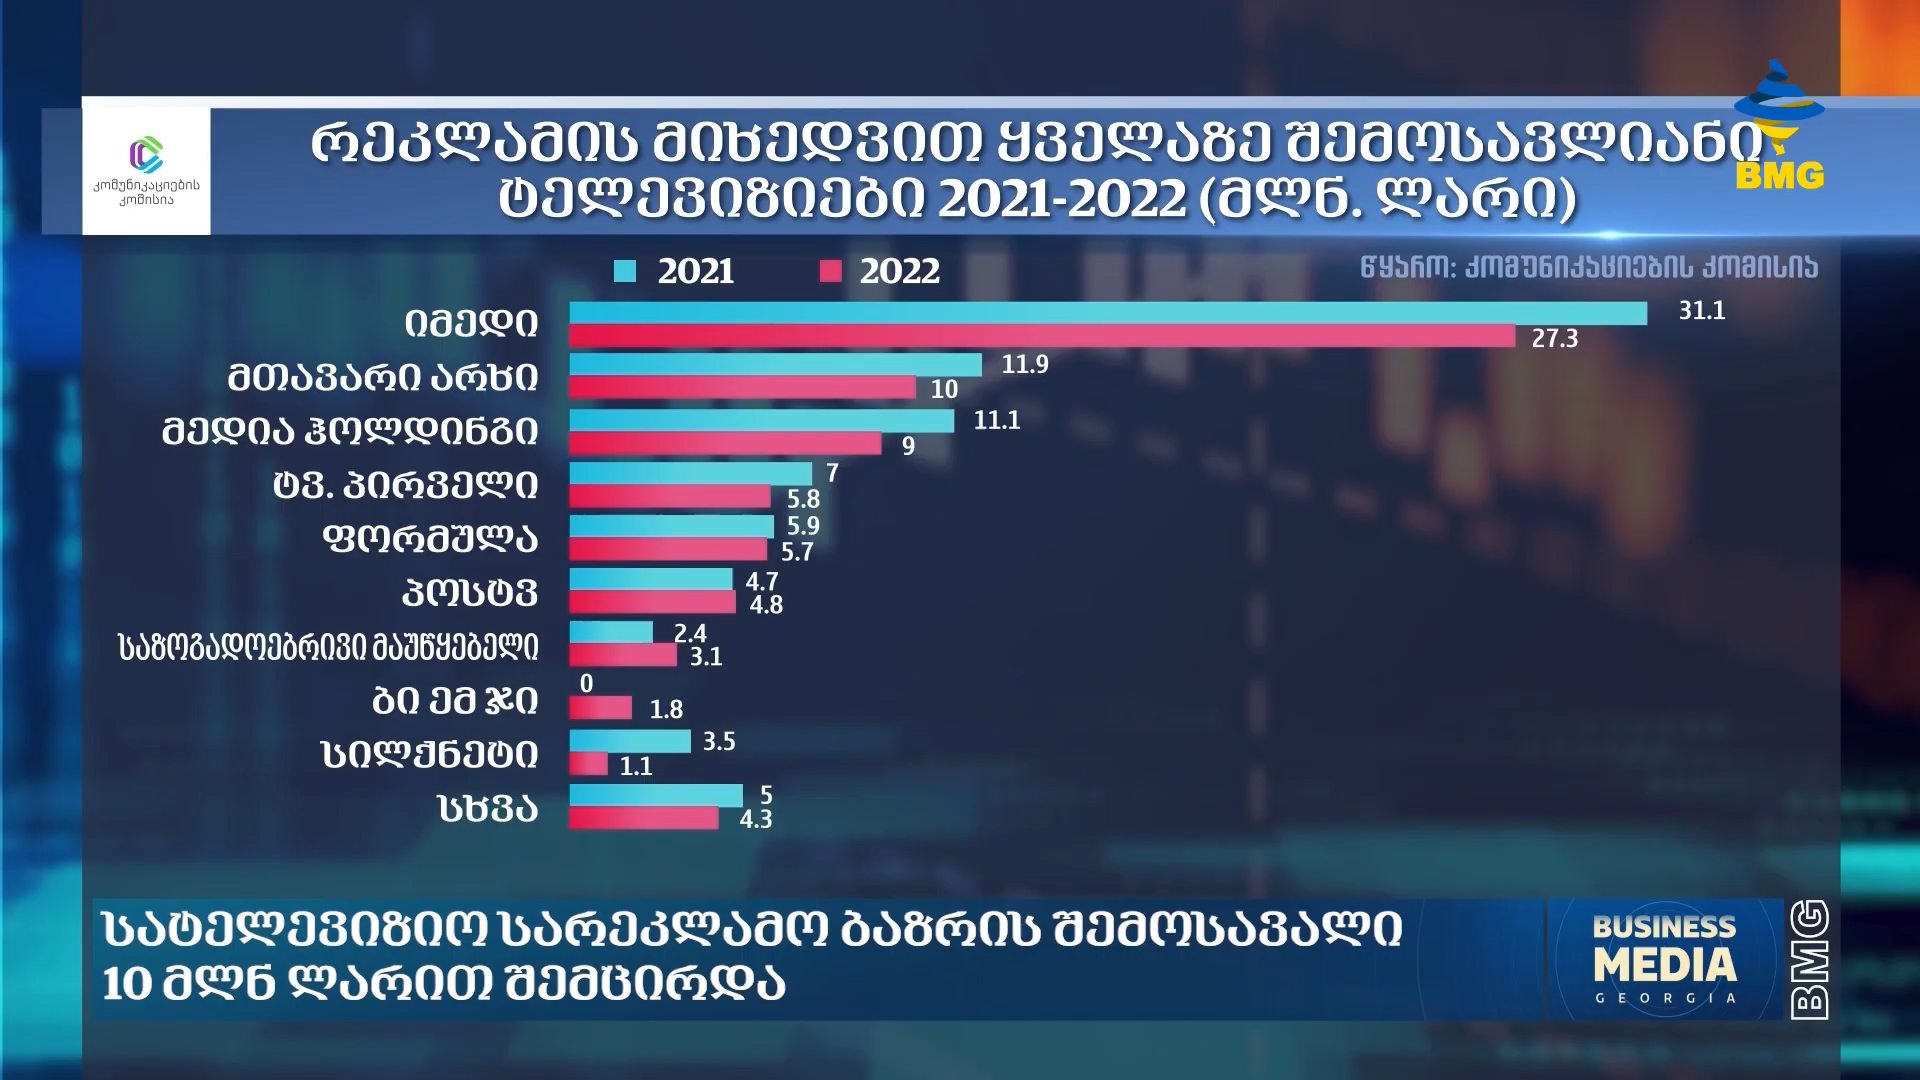 რეკლამის მიხედვით ყველაზე შემოსავლიანი
ტელევიზიები 2021-2022 (მლნ. ლარი)
კომუნიკაციების
კომისია
BMG
2021
2022
წყარო: კომუნიკაციების კომისია
იმედი
31.1
27.3
მთავარი არხი
11.9
10
მედია ჰოლდინგი
11.1
9
ტვ. პირველი
7
5.8
ფორმულა
5.9
5.7
პოსტვ
4.7
4.8
საზოგადოებრივი მაუწყებელი
2.4
3.1
ბი ემ ჯი
0
1.8
სილქნეტი
3.5
1.1
სხვა
5
4.3
სატელევიზიო სარეკლამო ბაზრის შემოსავალი
10 მლნ ლარით შემცირდა
BUSINESS
MEDIA
GEORGIA
BMG